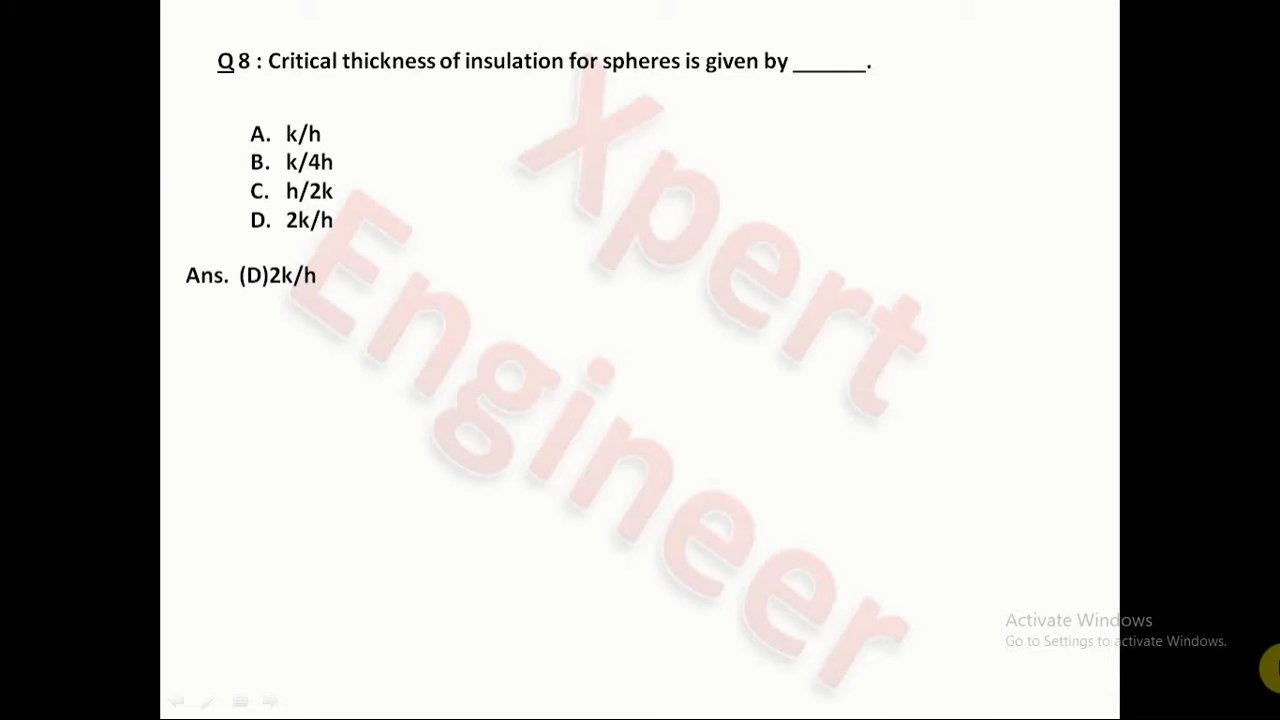 Q 8 : Critical thickness of insulation for spheres is given by ______.
A. k/h
B. k/4h
C. h/2k
D. 2k/h
Ans. (D)2k/h
Xpert
Engineer
Activate Windows
Go to Settings to activate Windows.